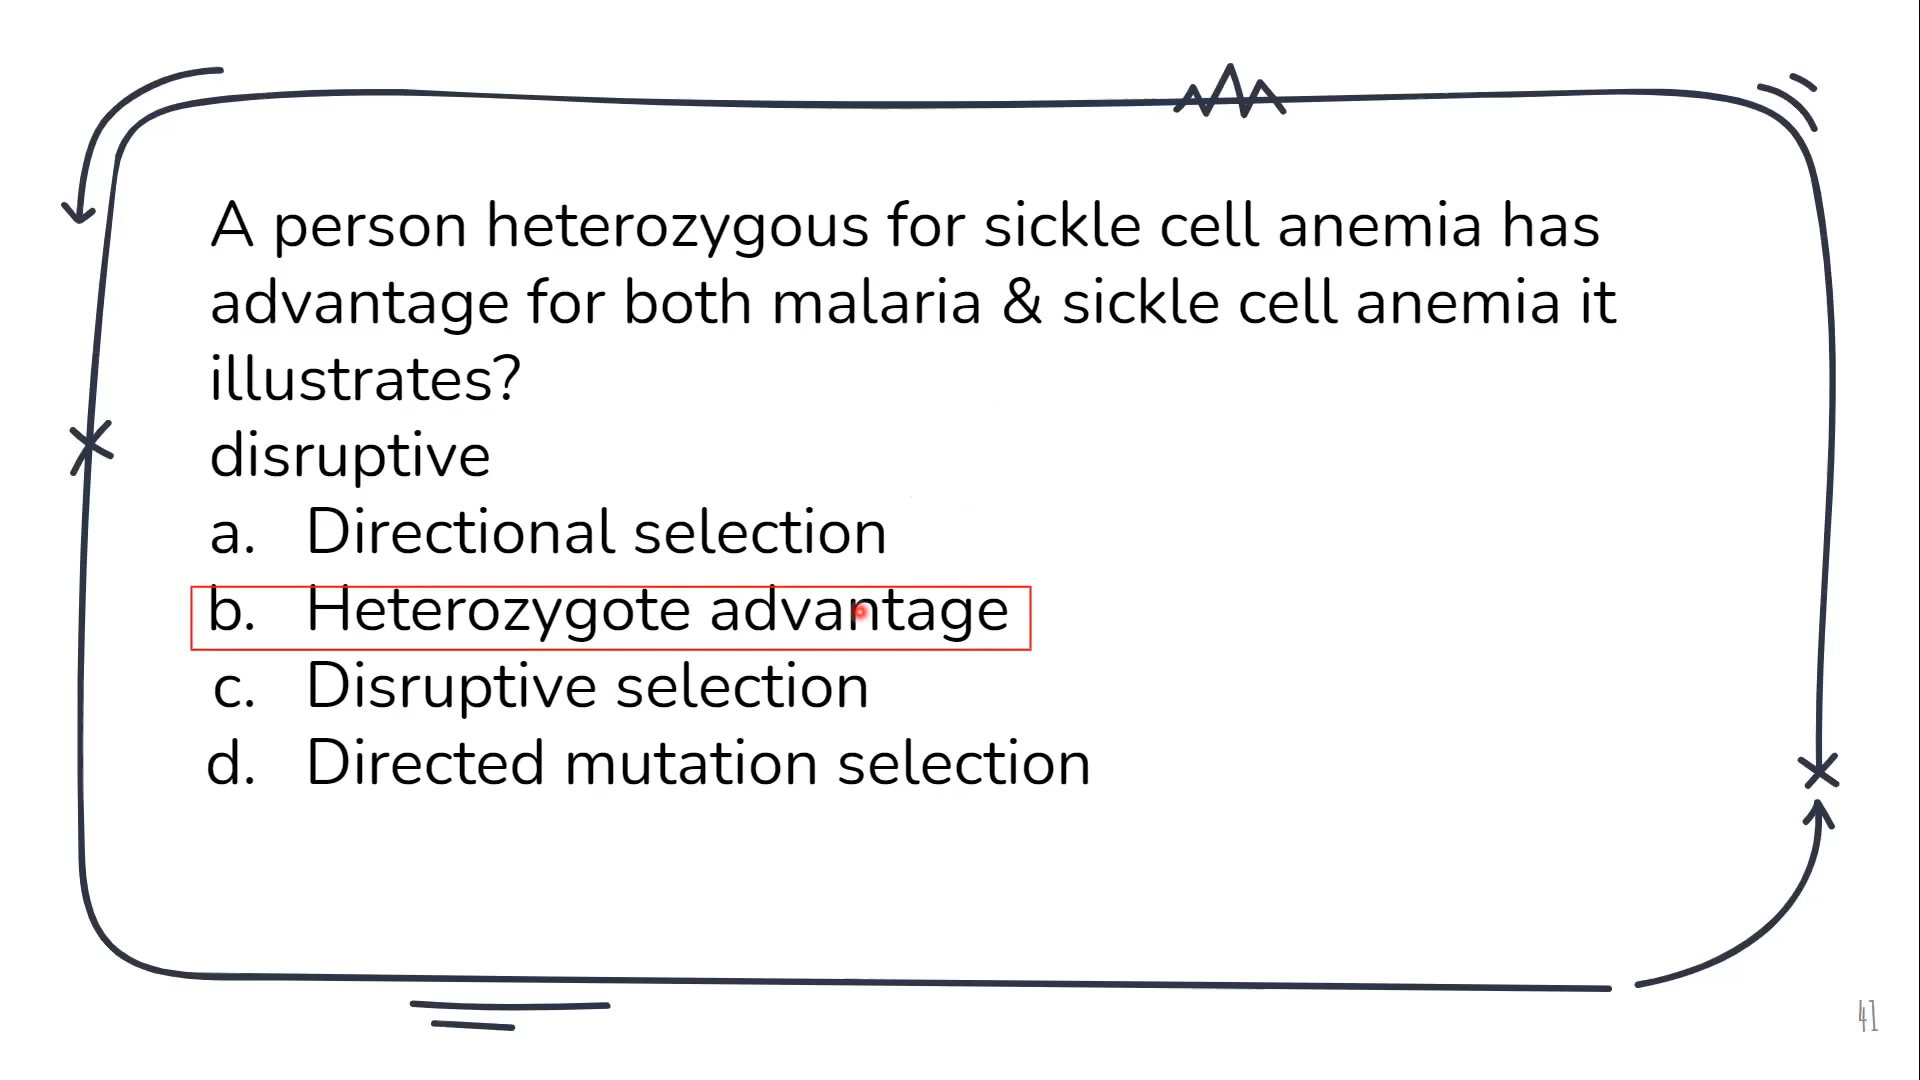 A person heterozygous for sickle cell anemia has
advantage for both malaria & sickle cell anemia it
illustrates?
disruptive
a. Directional selection
b. Heterozygote advantage
c. Disruptive selection
d. Directed mutation selection
41